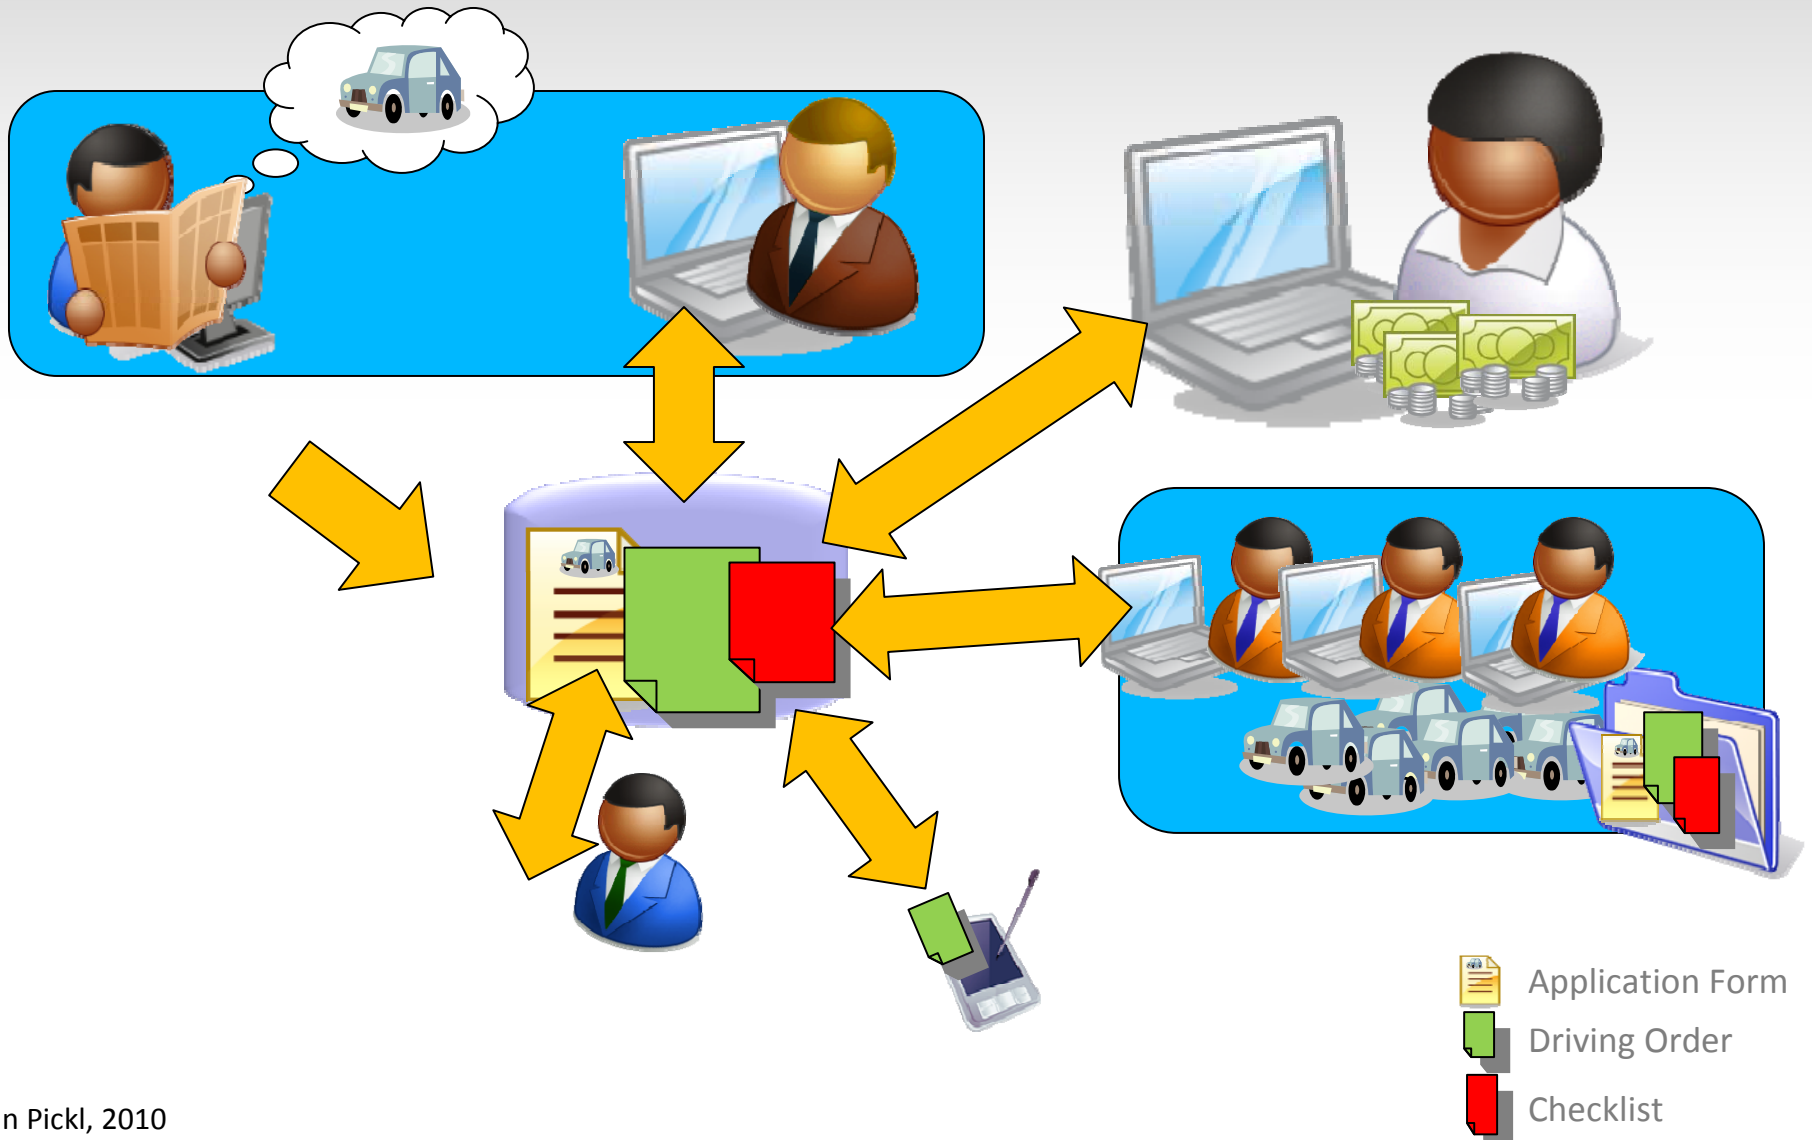 Application Form
Driving Order
Checklist
n Pickl, 2010